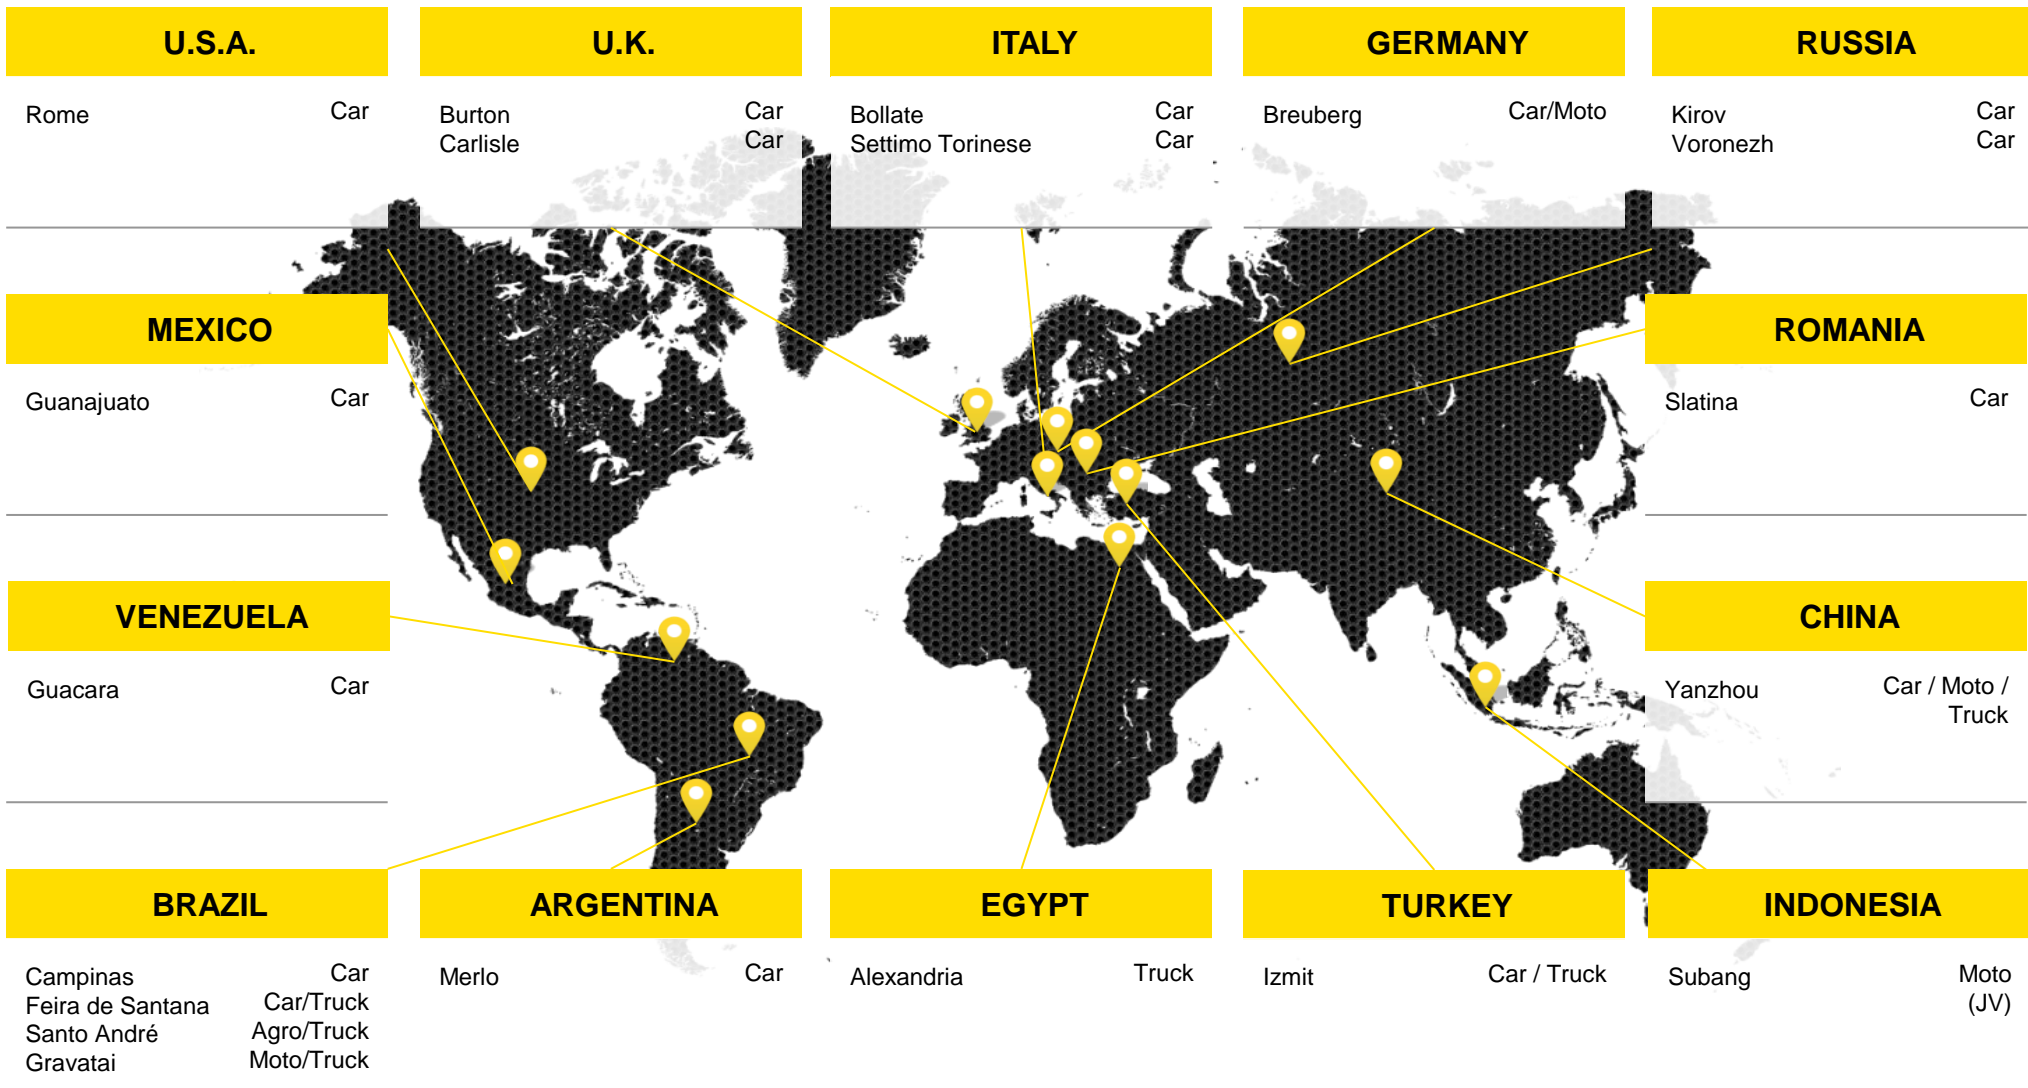 U.S.A.
Rome Car
U.K.
Burton Car
Carlisle Car
ITALY
Bollate Car
Settimo Torinese Car
GERMANY
Breuberg Car/Moto
RUSSIA
Kirov Car
Voronezh Car
MEXICO
Guanajuato Car
ROMANIA
Slatina Car
VENEZUELA
Guacara Car
CHINA
Yanzhou Car / Moto /
Truck
BRAZIL
Campinas Car
Feira de Santana Car/Truck
Santo André Agro/Truck
Gravatai Moto/Truck
ARGENTINA
Merlo Car
EGYPT
Alexandria Truck
TURKEY
Izmit Car / Truck
INDONESIA
Subang Moto
(JV)